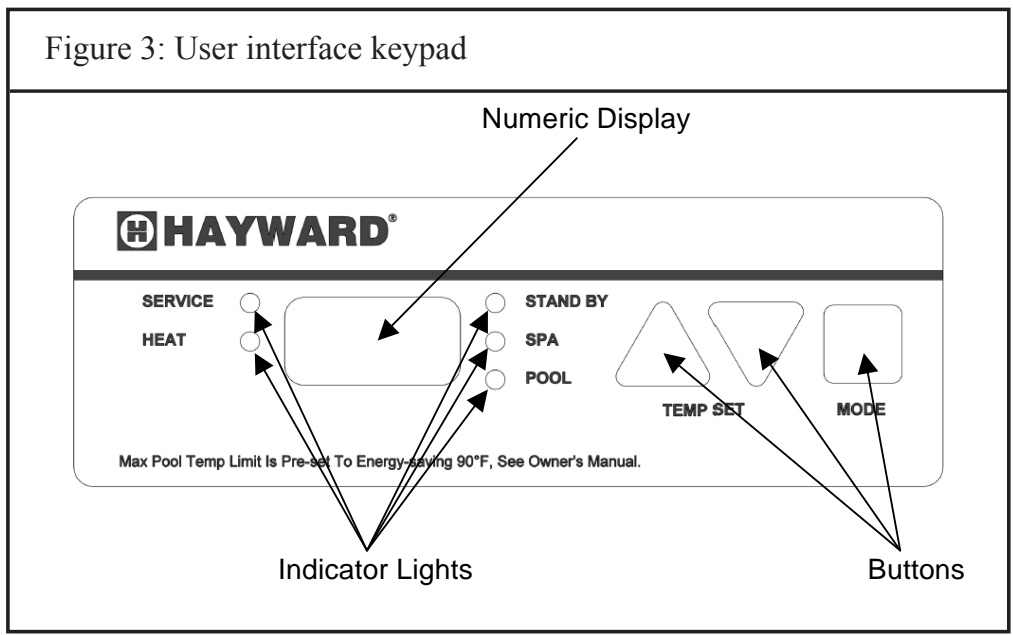 Figure 3: User interface keypad
Numeric Display
H HAYWARD®
SERVICE
HEAT
STAND BY
SPA
POOL
TEMP SET
MODE
Max Pool Temp Limit Is Pre-set To Energy-saving 90°F, See Owner's Manual.
Indicator Lights
Buttons